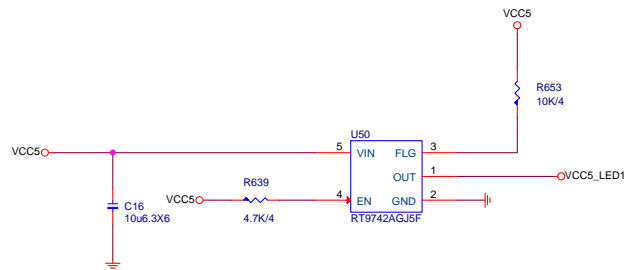 VCC5
R653
10K/4
U50
VCC5
5
VIN
FLG
3
OUT
1
VCC5_LED1
R639
VCC5
4
EN
GND
2
C16
10u6.3X6
4.7K/4
RT9742AGJ5F